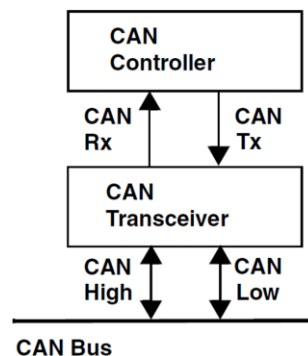 CAN
Controller
CAN
Rx
CAN
Tx
CAN
Transceiver
CAN
High
CAN
Low
CAN Bus